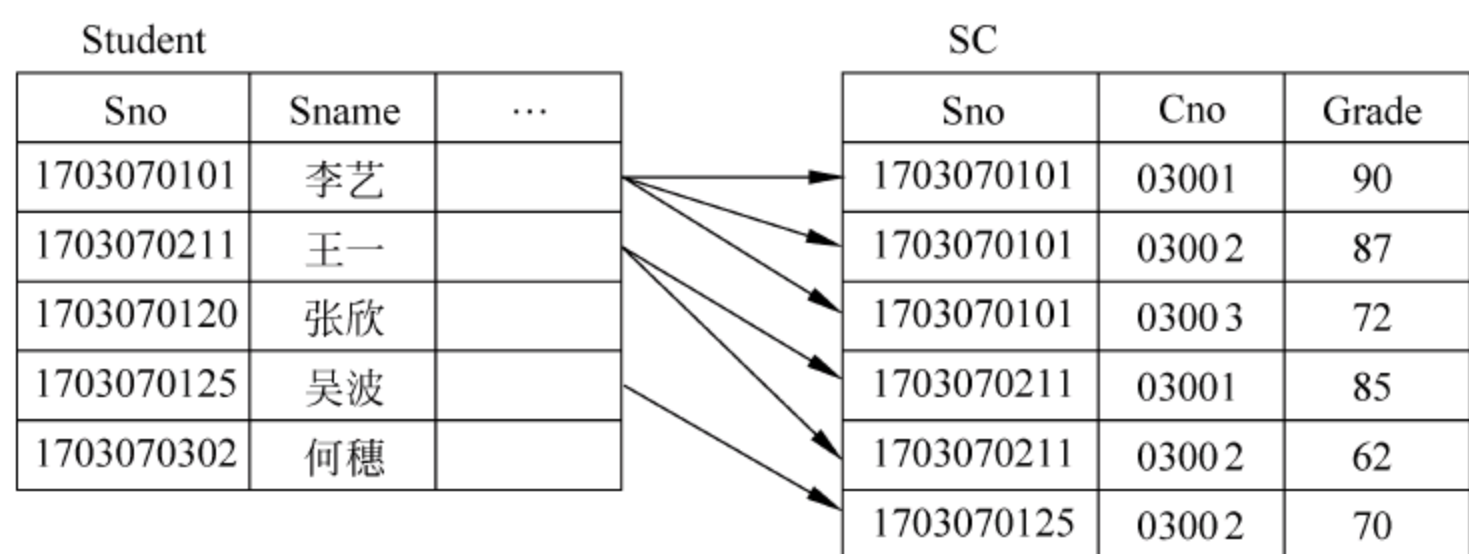 Student
Sno Sname …
1703070101 李艺
1703070211 王一
1703070120 张欣
1703070125 吴波
1703070302 何穗
SC
Sno Cno Grade
1703070101 03001 90
1703070101 03002 87
1703070101 03003 72
1703070211 03001 85
1703070211 03002 62
1703070125 03002 70